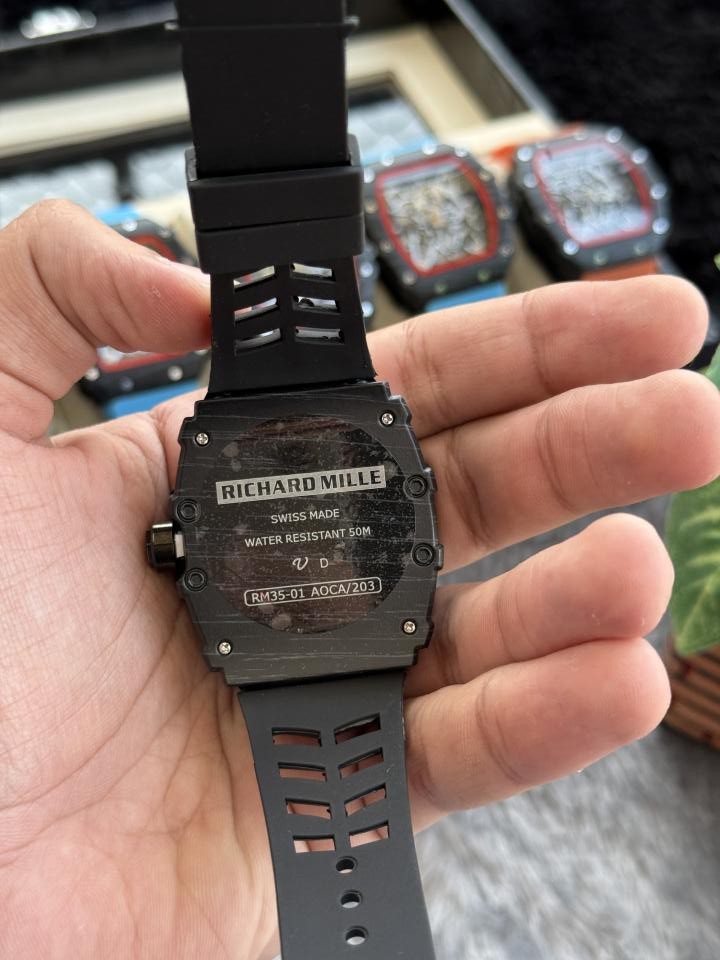 RICHARD MILLE
SWISS MADE
WATER RESISTANT 50M
V D
RM35-01 AOCA/203